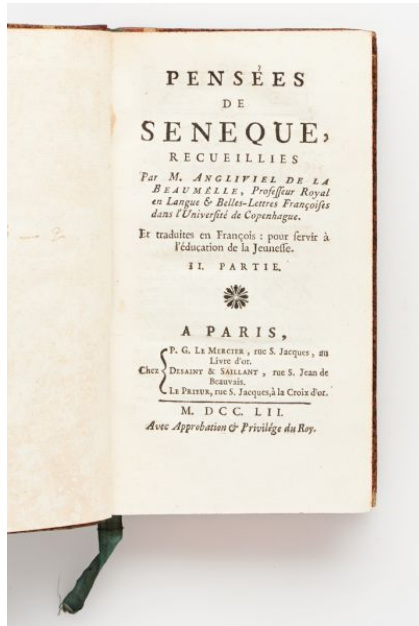 PENSÉES
DE
SENEQUE,
RECUEILLIES
Par M. ANGLIVIEL DE LA
BEAUMELLE, Professeur Royal
en Langue & Belles-Lettres Françoises
dans l'Université de Copenhague.
Et traduites en François : pour servir à
l'éducation de la Jeunesse.
II. PARTIE.
A PARIS,
P. G. LE MERCIER, rue S. Jacques, au
Livre d'or.
Chez DESAINT & SAILLANT, rue S. Jean de
Beauvais.
LE PRIEUR, rue S. Jacques, à la Croix d'or.
M. DCC. LII.
Avec Approbation & Privilége du Roy.